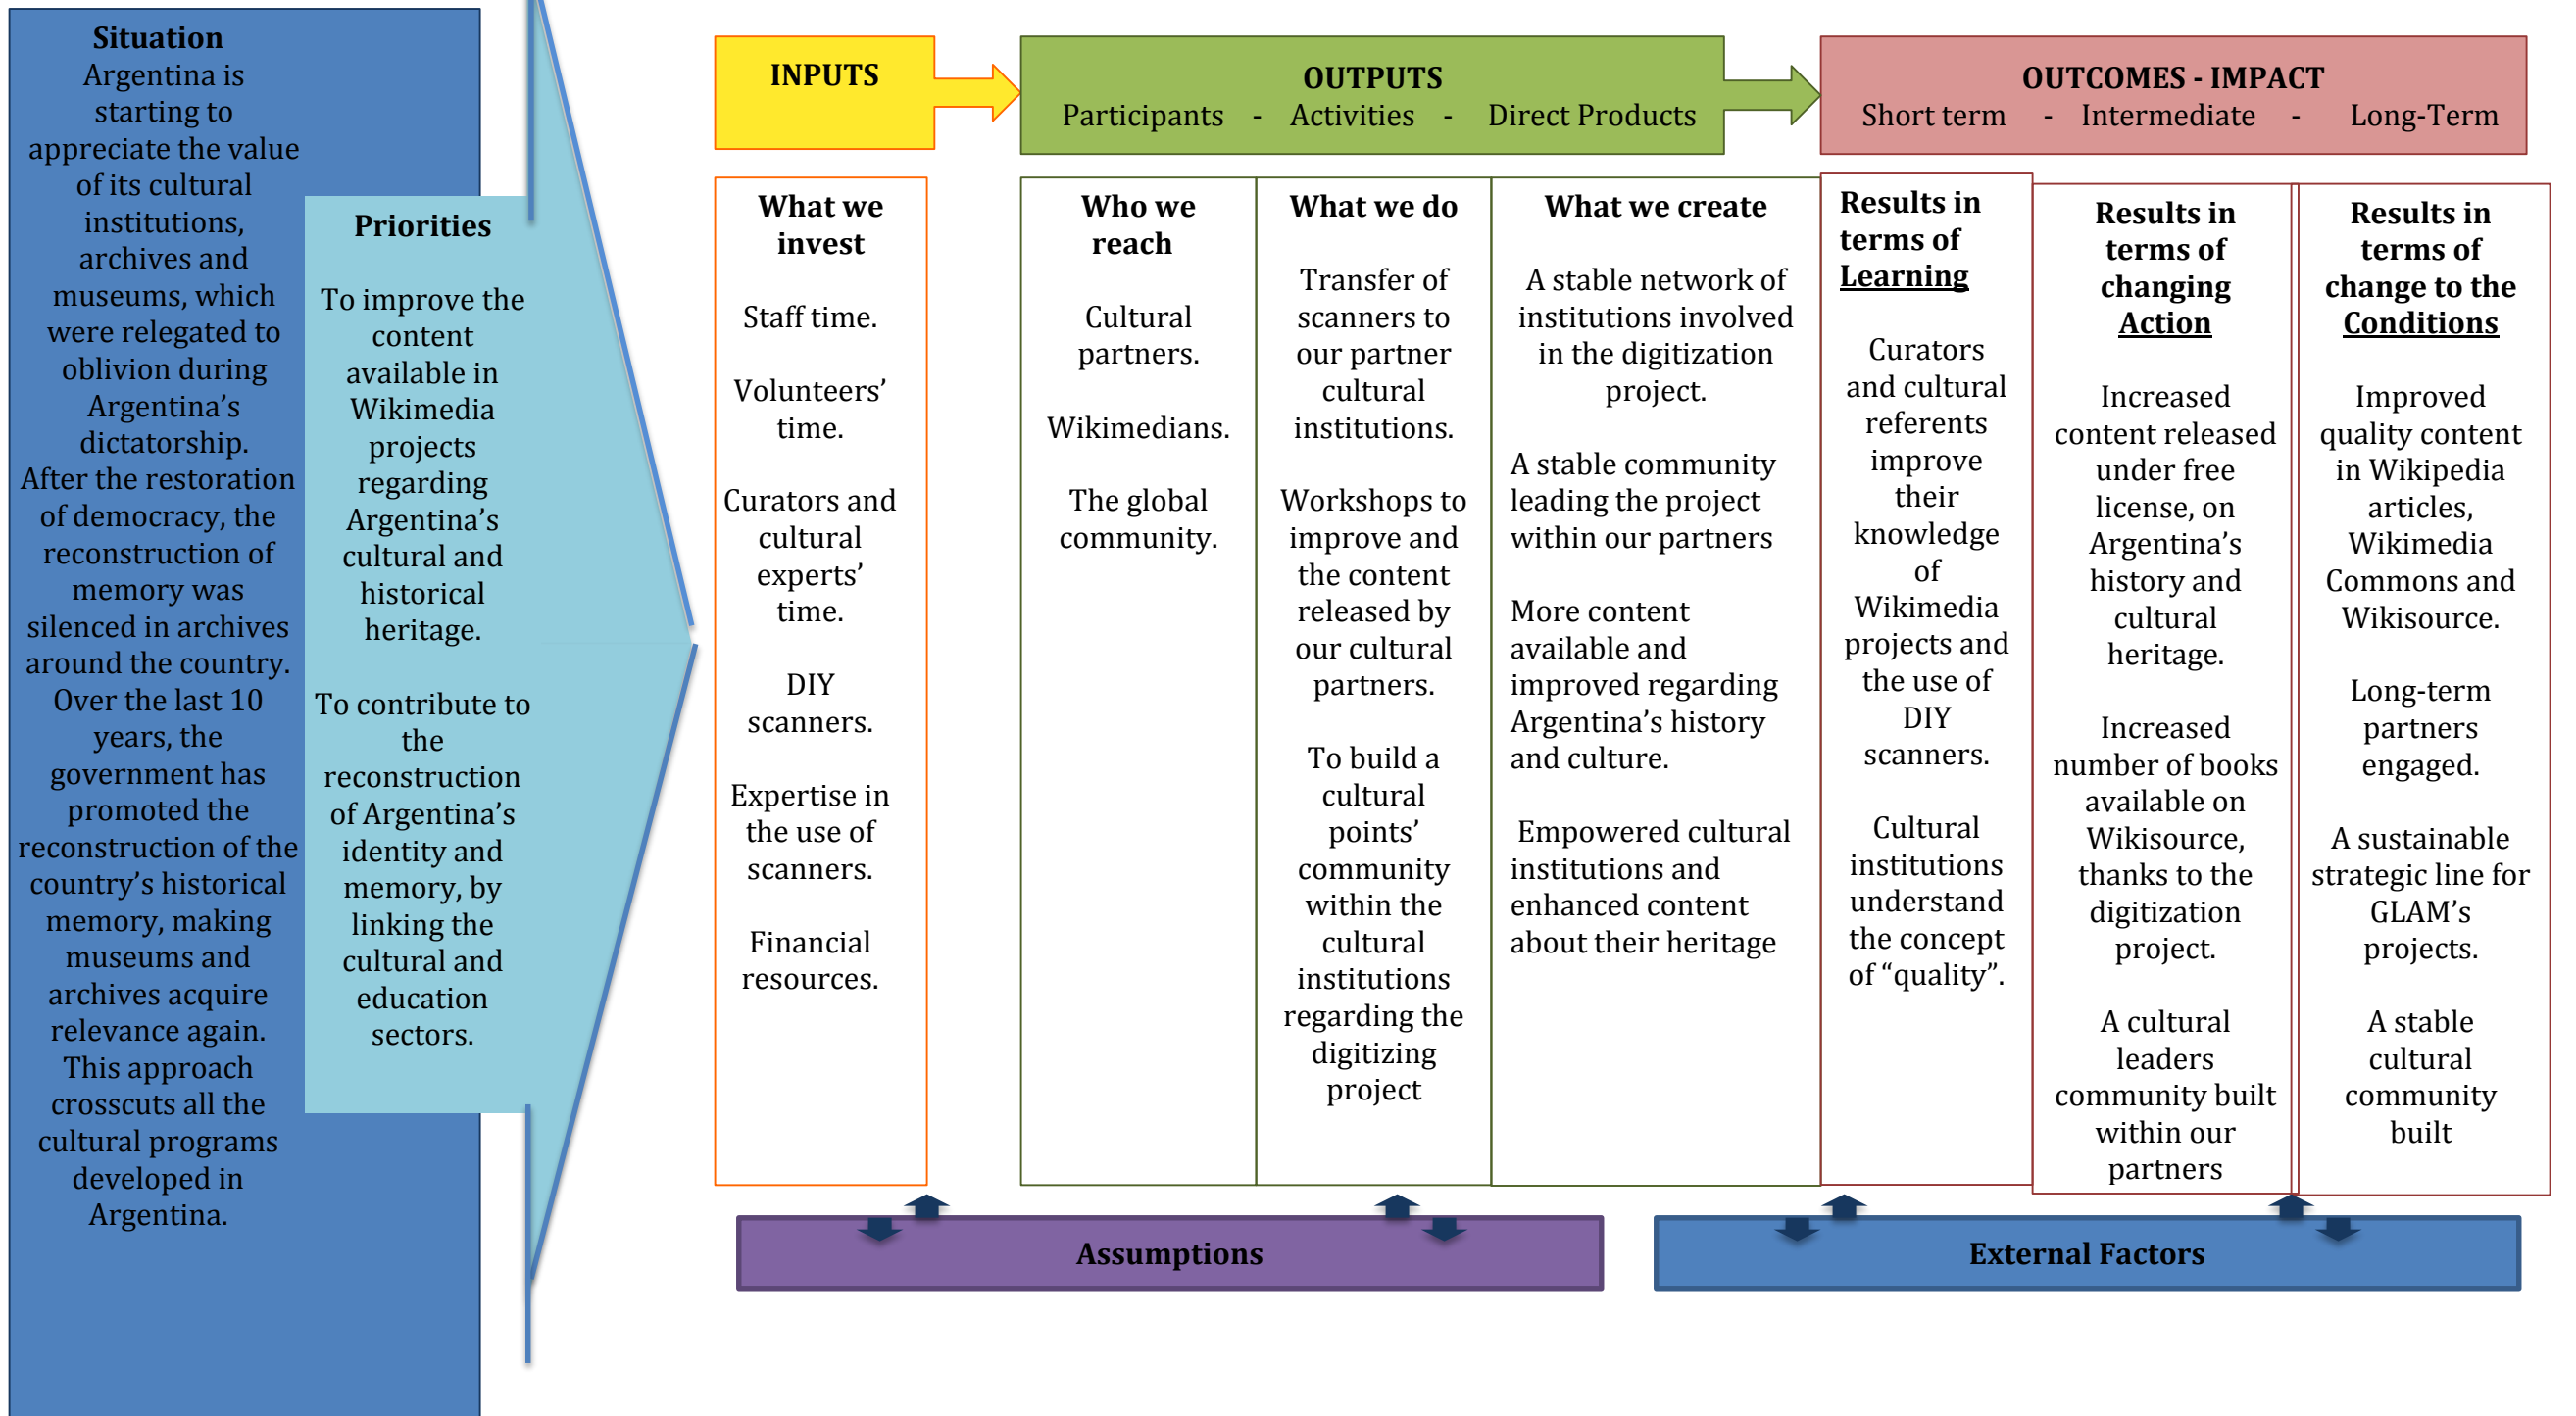 Situation
Argentina is
starting to
appreciate the value
of its cultural
institutions,
archives and
museums, which
were relegated to
oblivion during
Argentina’s
dictatorship.
After the restoration
of democracy, the
reconstruction of
memory was
silenced in archives
around the country.
Over the last 10
years, the
government has
promoted the
reconstruction of the
country’s historical
memory, making
museums and
archives acquire
relevance again.
This approach
crosscuts all the
cultural programs
developed in
Argentina.
Priorities
To improve the
content
available in
Wikimedia
projects
regarding
Argentina’s
cultural and
historical
heritage.
To contribute to
the
reconstruction
of Argentina’s
identity and
memory, by
linking the
cultural and
education
sectors.
INPUTS
OUTPUTS
Participants - Activities - Direct Products
OUTCOMES - IMPACT
Short term - Intermediate - Long-Term
What we
invest
Staff time.
Volunteers’
time.
Curators and
cultural
experts’
time.
DIY
scanners.
Expertise in
the use of
scanners.
Financial
resources.
Who we
reach
Cultural
partners.
Wikimedians.
The global
community.
What we do
Transfer of
scanners to
our partner
cultural
institutions.
Workshops to
improve and
the content
released by
our cultural
partners.
To build a
cultural
points’
community
within the
cultural
institutions
regarding the
digitizing
project
What we create
A stable network of
institutions involved
in the digitization
project.
A stable community
leading the project
within our partners
More content
available and
improved regarding
Argentina’s history
and culture.
Empowered cultural
institutions and
enhanced content
about their heritage
Results in
terms of
Learning
Curators
and cultural
referents
improve
their
knowledge
of
Wikimedia
projects and
the use of
DIY
scanners.
Cultural
institutions
understand
the concept
of “quality”.
Results in
terms of
changing
Action
Increased
content released
under free
license, on
Argentina’s
history and
cultural
heritage.
Increased
number of books
available on
Wikisource,
thanks to the
digitization
project.
A cultural
leaders
community built
within our
partners
Results in
terms of
change to the
Conditions
Improved
quality content
in Wikipedia
articles,
Wikimedia
Commons and
Wikisource.
Long-term
partners
engaged.
A sustainable
strategic line for
GLAM’s
projects.
A stable
cultural
community
built
Assumptions
External Factors